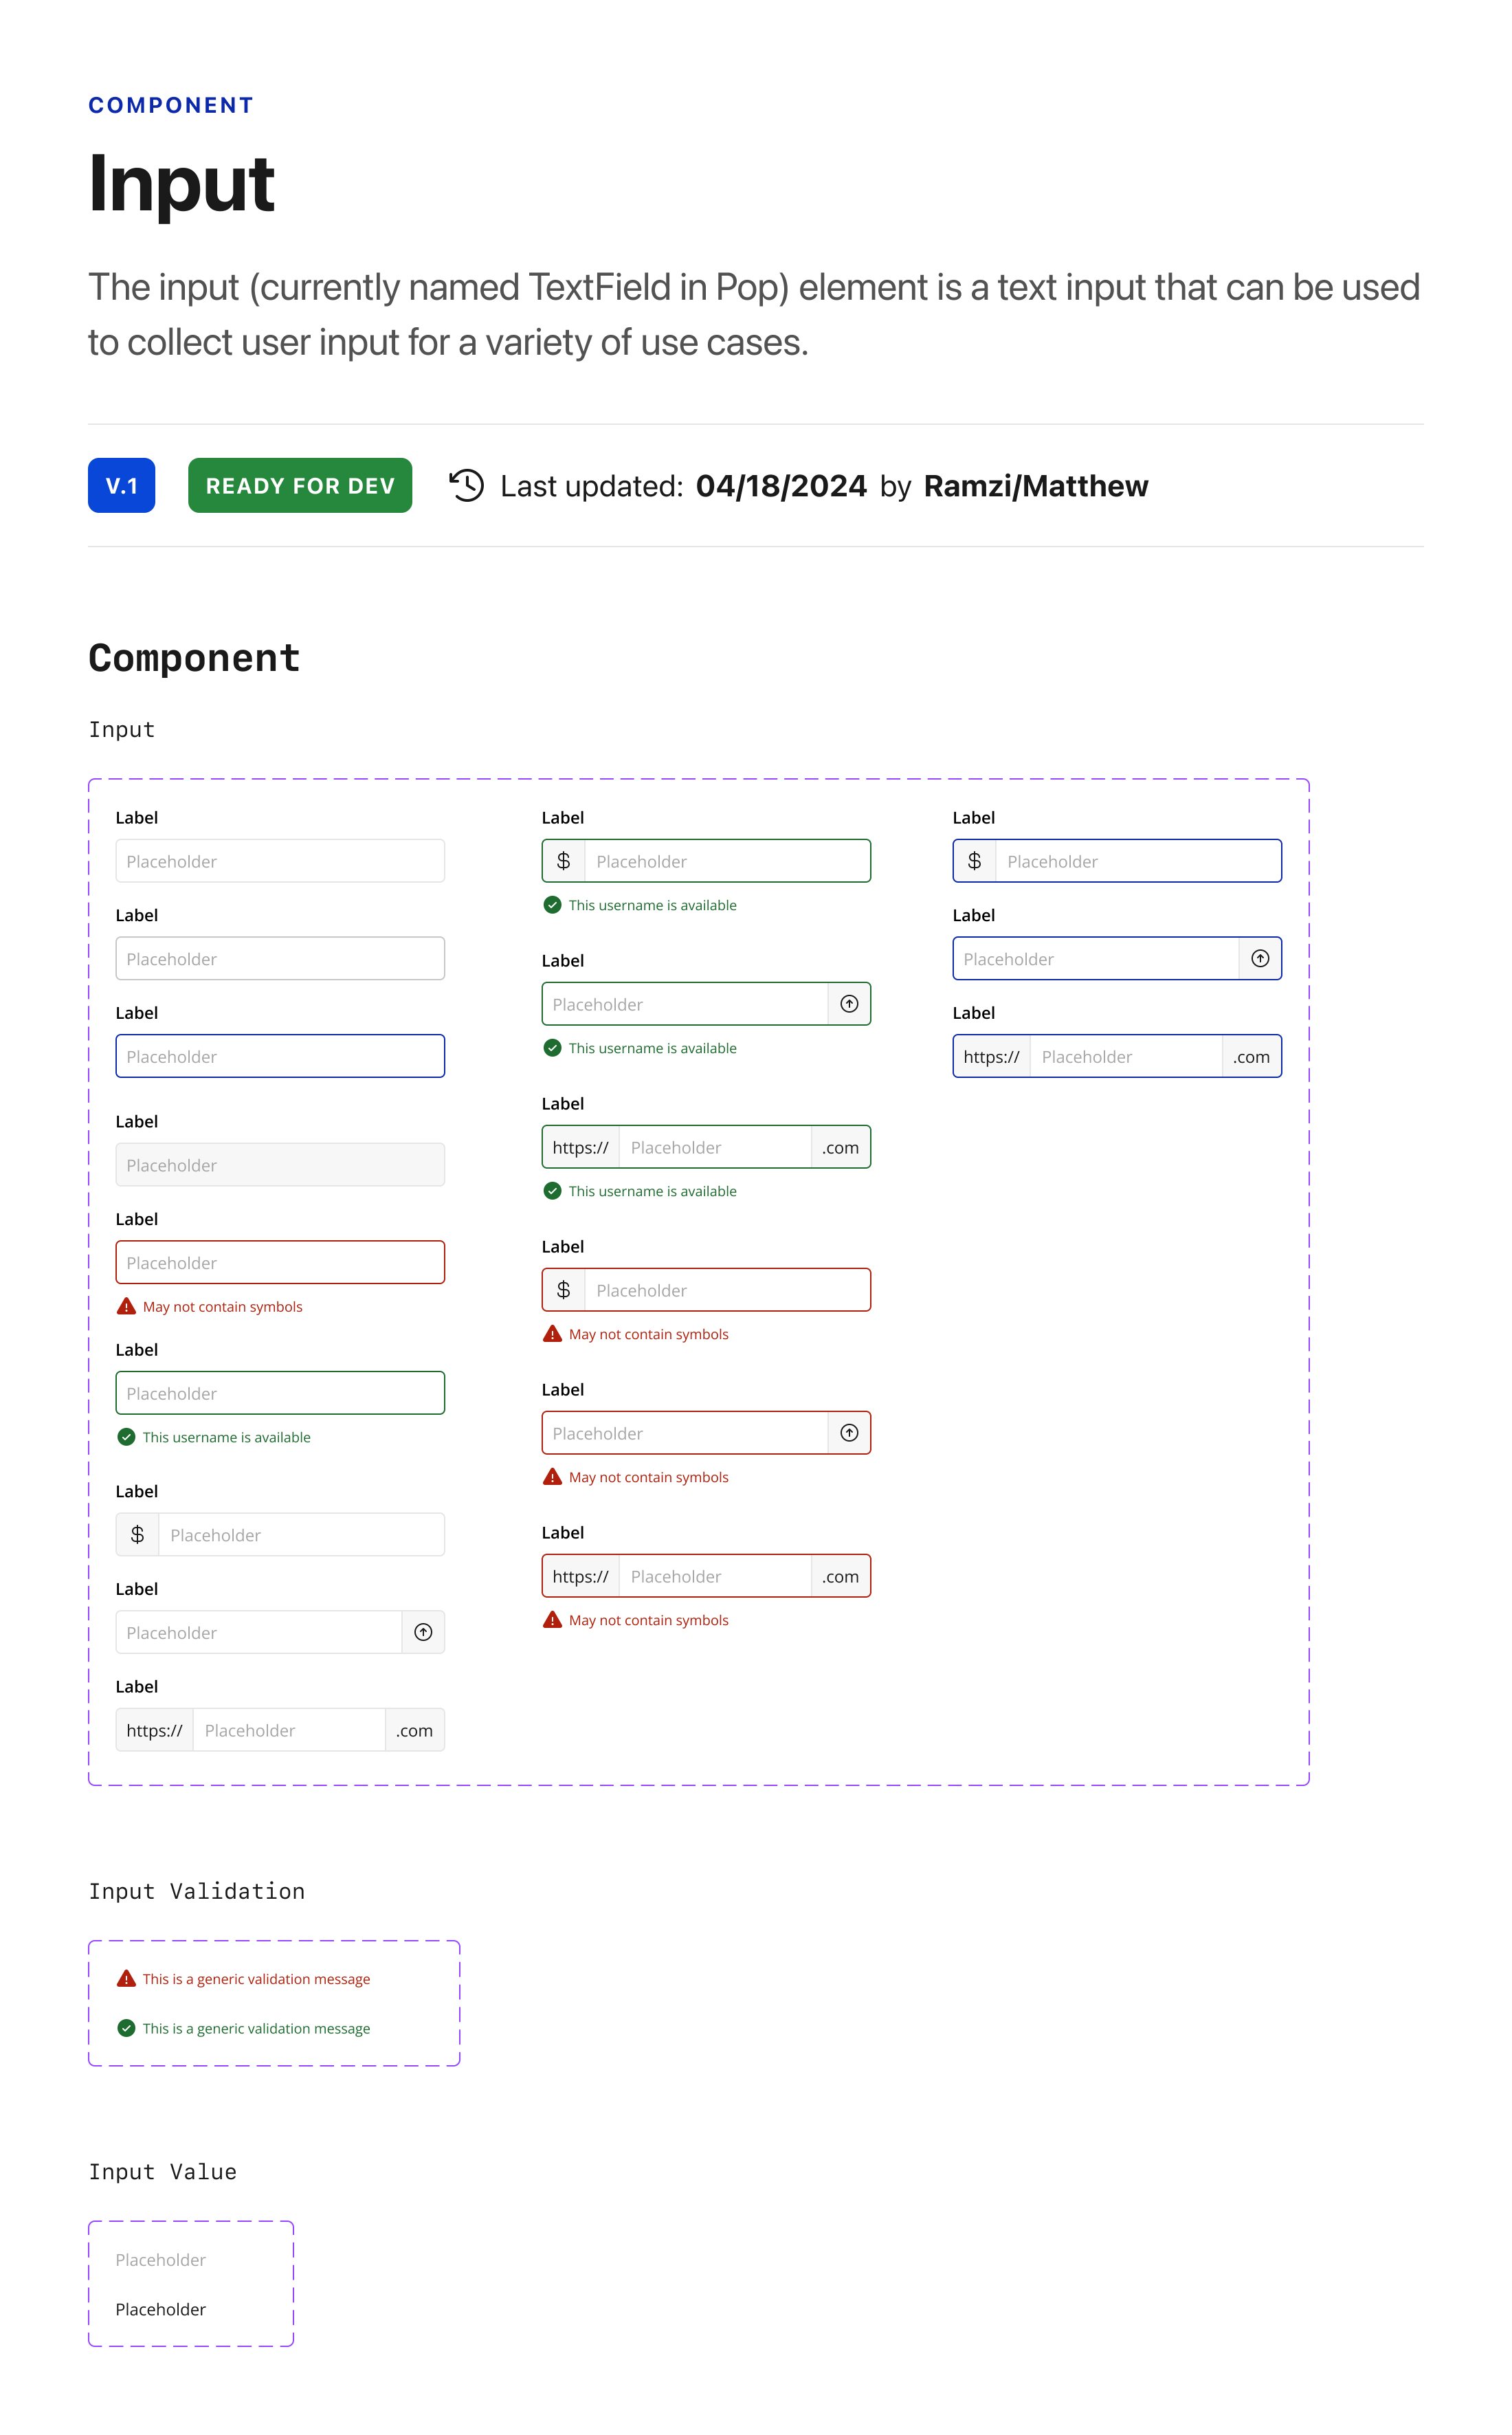 COMPONENT
Input
The input (currently named TextField in Pop) element is a text input that can be used
to collect user input for a variety of use cases.
V.1 READY FOR DEV Last updated: 04/18/2024 by Ramzi/Matthew
Component
Input
Label
Placeholder
Label
Placeholder
Label
Placeholder
Label
Placeholder
Label
Placeholder
May not contain symbols
Label
Placeholder
This username is available
Label
$ Placeholder
Label
Placeholder
Label
https:// Placeholder .com
Label
$ Placeholder
This username is available
Label
Placeholder
This username is available
Label
https:// Placeholder .com
This username is available
Label
$ Placeholder
May not contain symbols
Label
Placeholder
May not contain symbols
Label
https:// Placeholder .com
May not contain symbols
Label
$ Placeholder
Label
Placeholder
Label
https:// Placeholder .com
Input Validation
This is a generic validation message
This is a generic validation message
Input Value
Placeholder
Placeholder